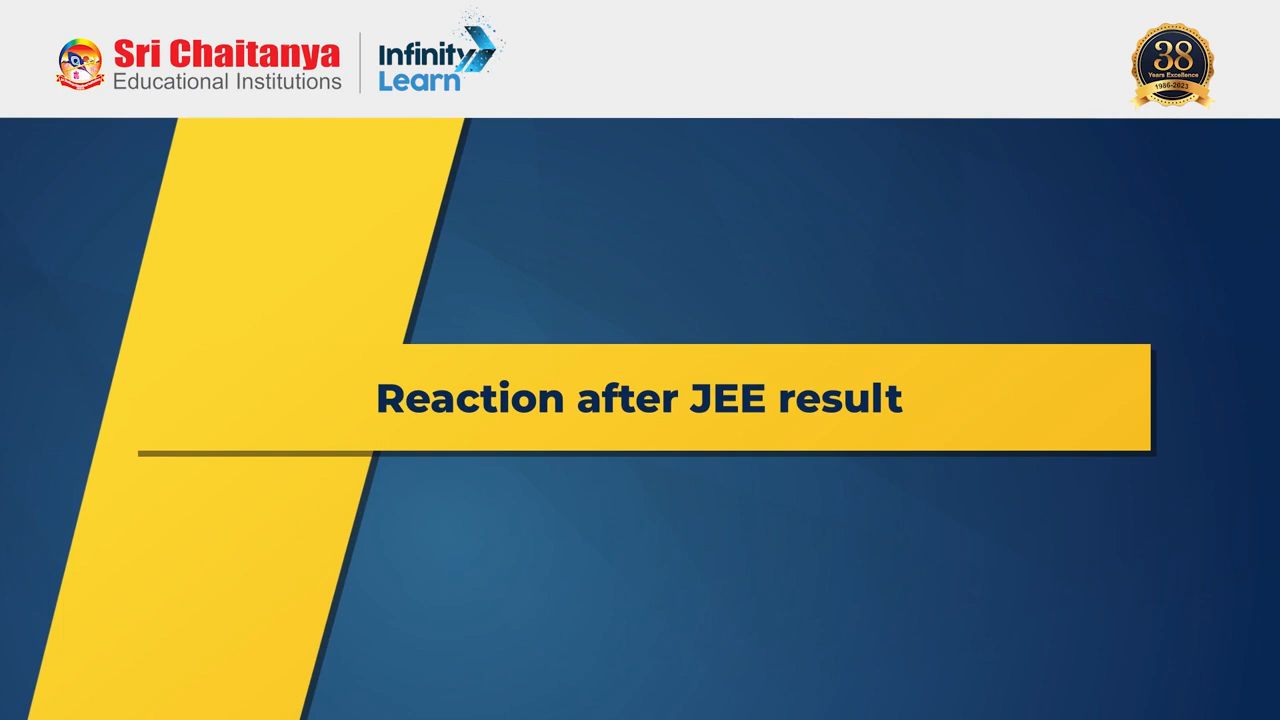 Sri Chaitanya
Educational Institutions
Infinity
Learn
38
Years Excellence
1986-2023
Reaction after JEE result